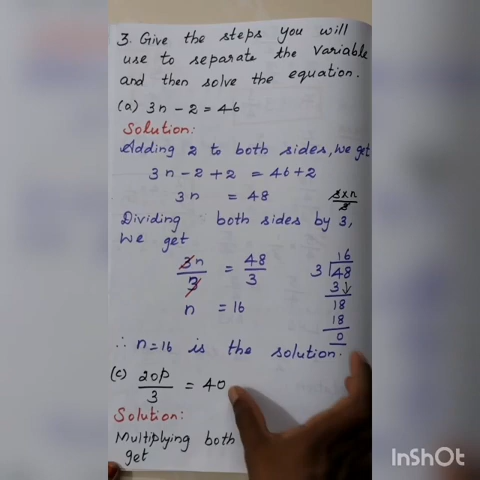 3. Give the steps you will
use to separate the variable
and then solve the equation.
(a) 3n - 2 = 46
Solution:
Adding 2 to both sides, we get
3n - 2 + 2 = 46 + 2
3n = 48
3×n/3
Dividing both sides by 3,
we get
3n/3 = 48/3
n = 16
16
3 48
3↓
18
18
0
∴ n = 16 is the solution.
(c) 20p/3 = 40
Solution:
Multiplying both
get
InShOt